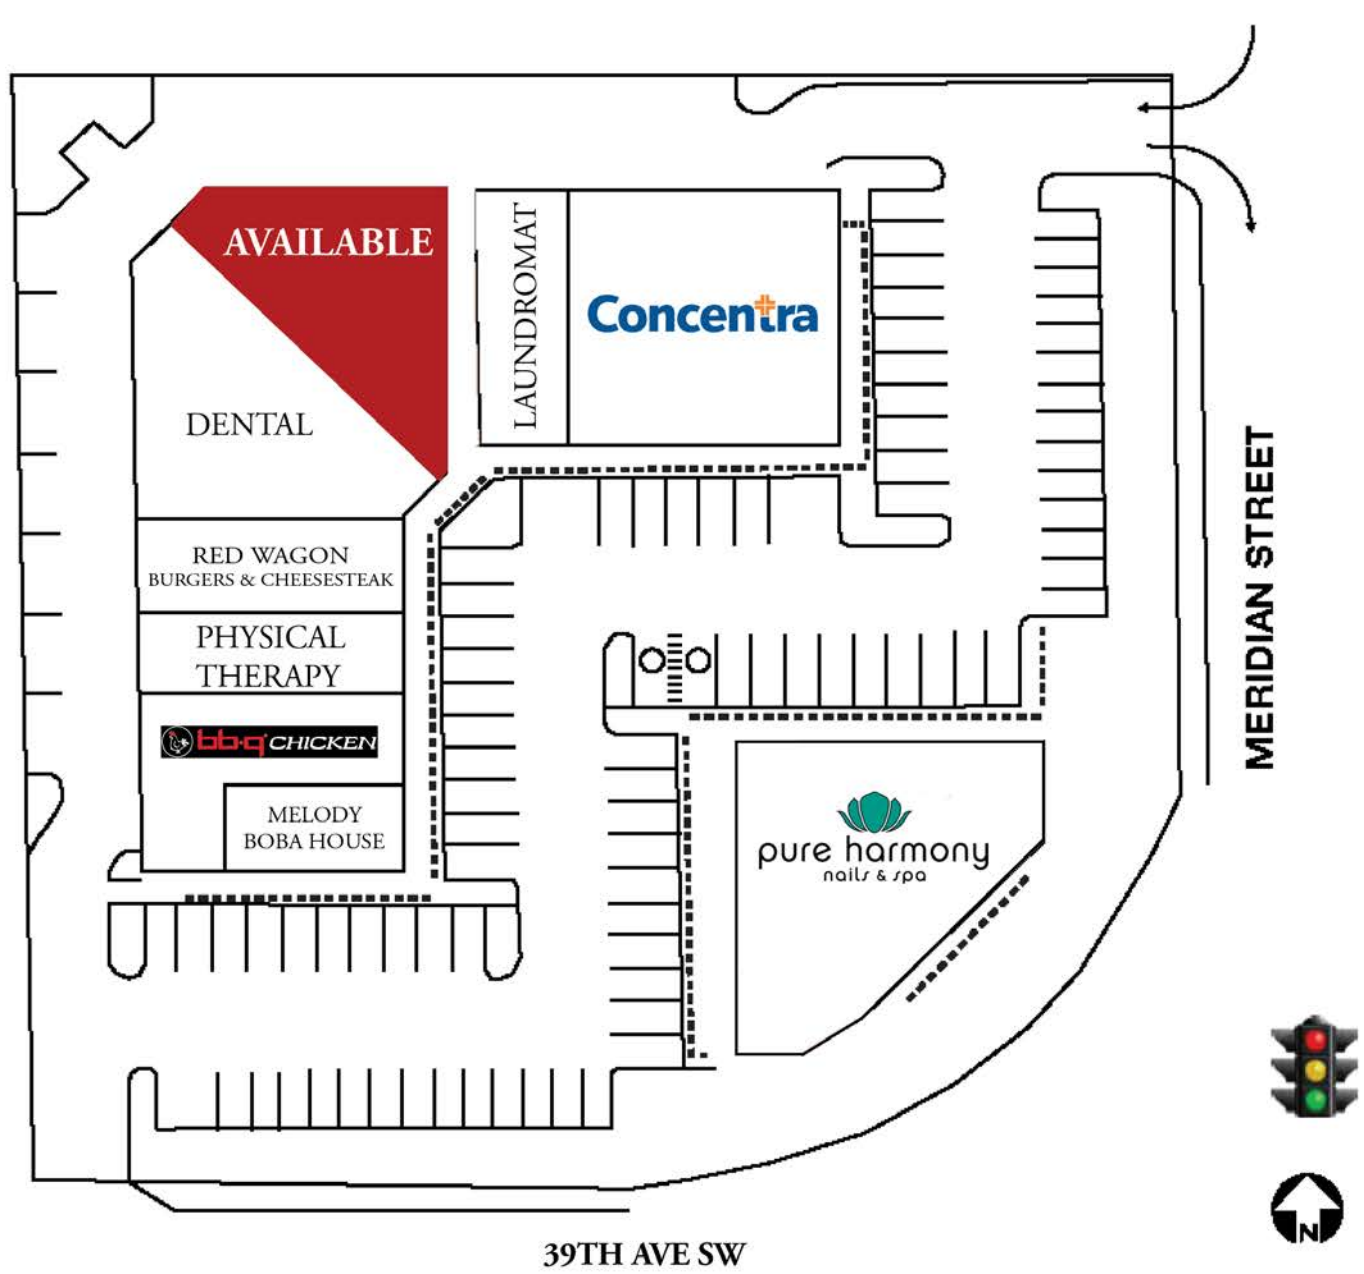 AVAILABLE
LAUNDROMAT
Concentra
DENTAL
RED WAGON
BURGERS & CHEESESTEAK
PHYSICAL
THERAPY
bb.q CHICKEN
MELODY
BOBA HOUSE
pure harmony
nails & spa
MERIDIAN STREET
N
39TH AVE SW